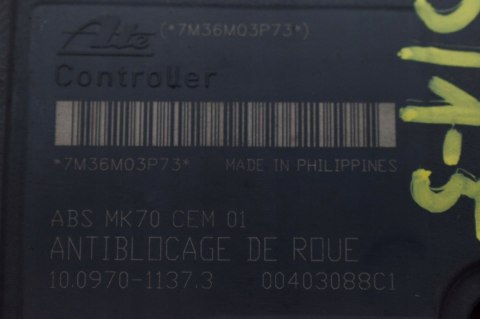 Ate (*7M36M03P73*)
Controller
*7M36M03P73* MADE IN PHILIPPINES
ABS MK70 CEM 01
ANTIBLOCAGE DE ROUE
10.0970-1137.3 00403088C1